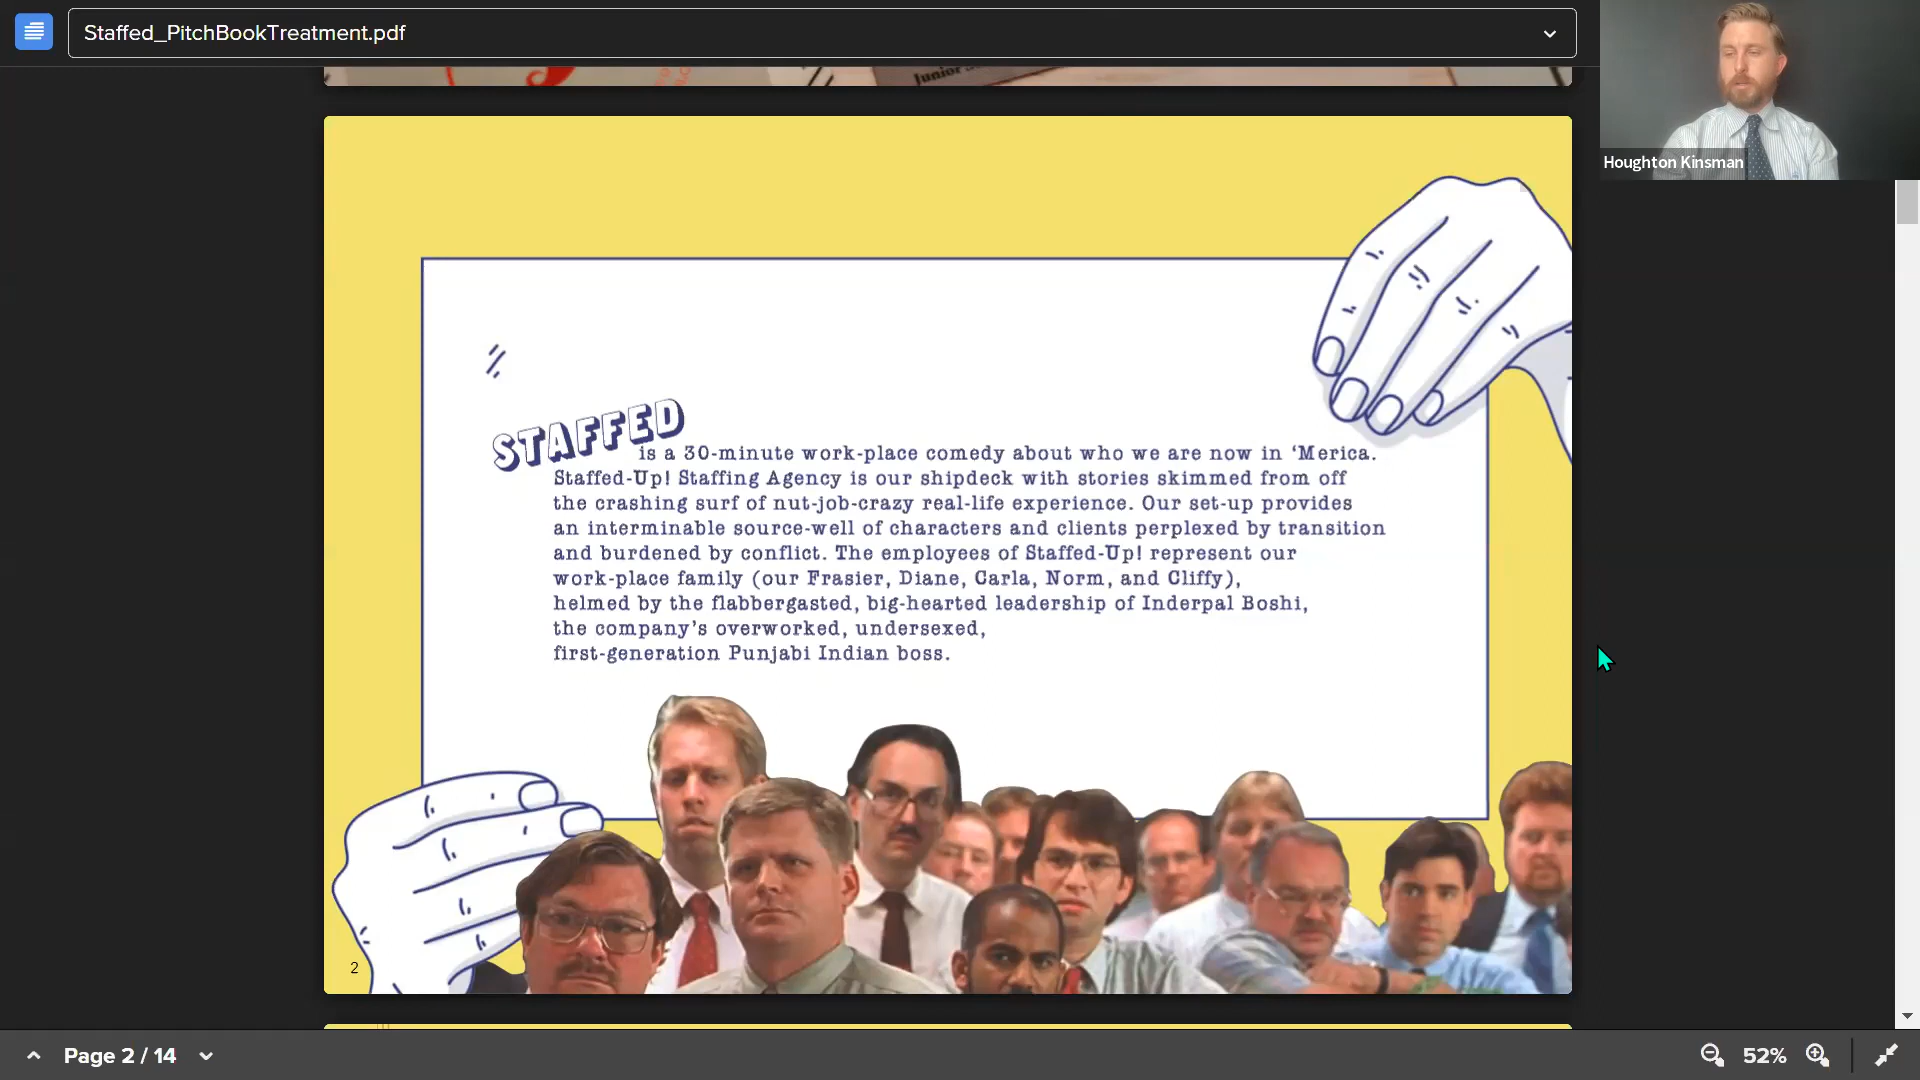 Staffed_PitchBookTreatment.pdf
Junior
Houghton Kinsman
STAFFED
is a 30-minute work-place comedy about who we are now in ‘Merica.
Staffed-Up! Staffing Agency is our shipdeck with stories skimmed from off
the crashing surf of nut-job-crazy real-life experience. Our set-up provides
an interminable source-well of characters and clients perplexed by transition
and burdened by conflict. The employees of Staffed-Up! represent our
work-place family (our Frasier, Diane, Carla, Norm, and Cliffy),
helmed by the flabbergasted, big-hearted leadership of Inderpal Boshi,
the company’s overworked, undersexed,
first-generation Punjabi Indian boss.
2
Page 2 / 14
52%